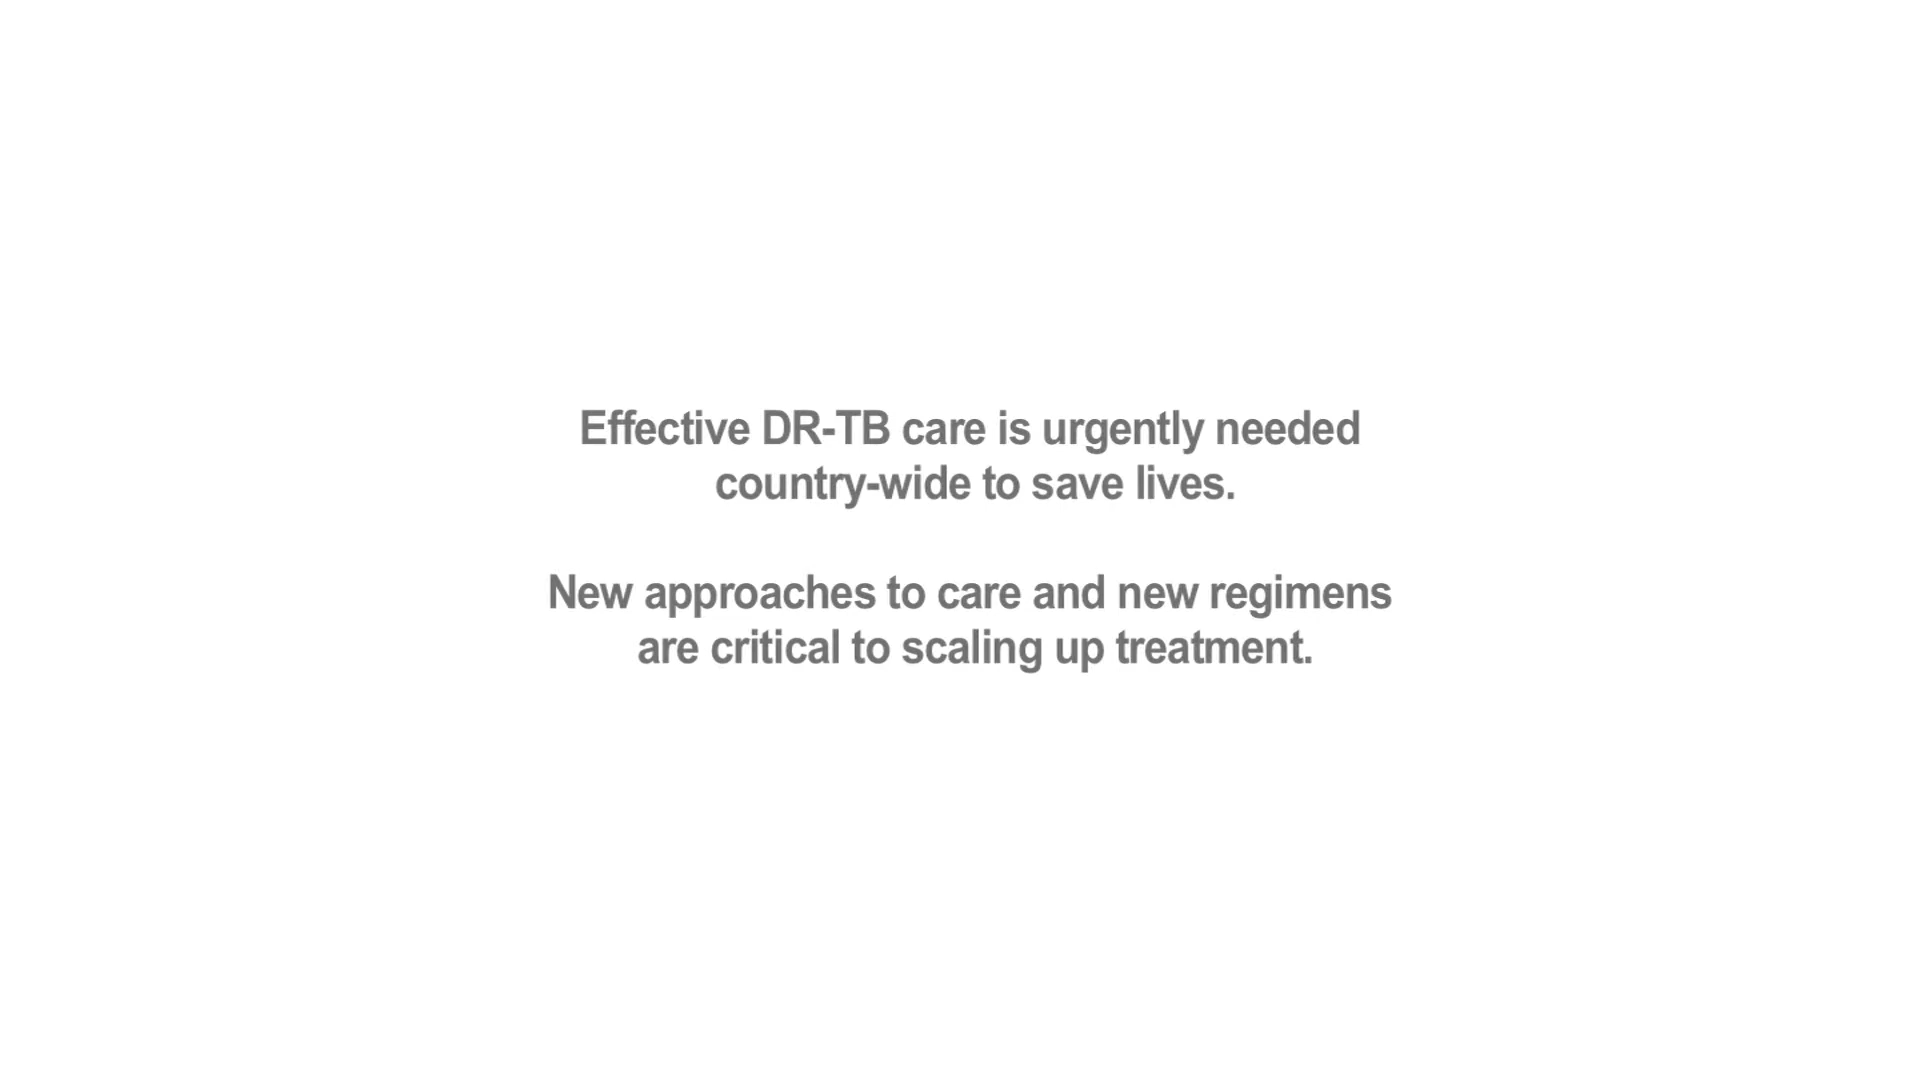 Effective DR-TB care is urgently needed
country-wide to save lives.
New approaches to care and new regimens
are critical to scaling up treatment.